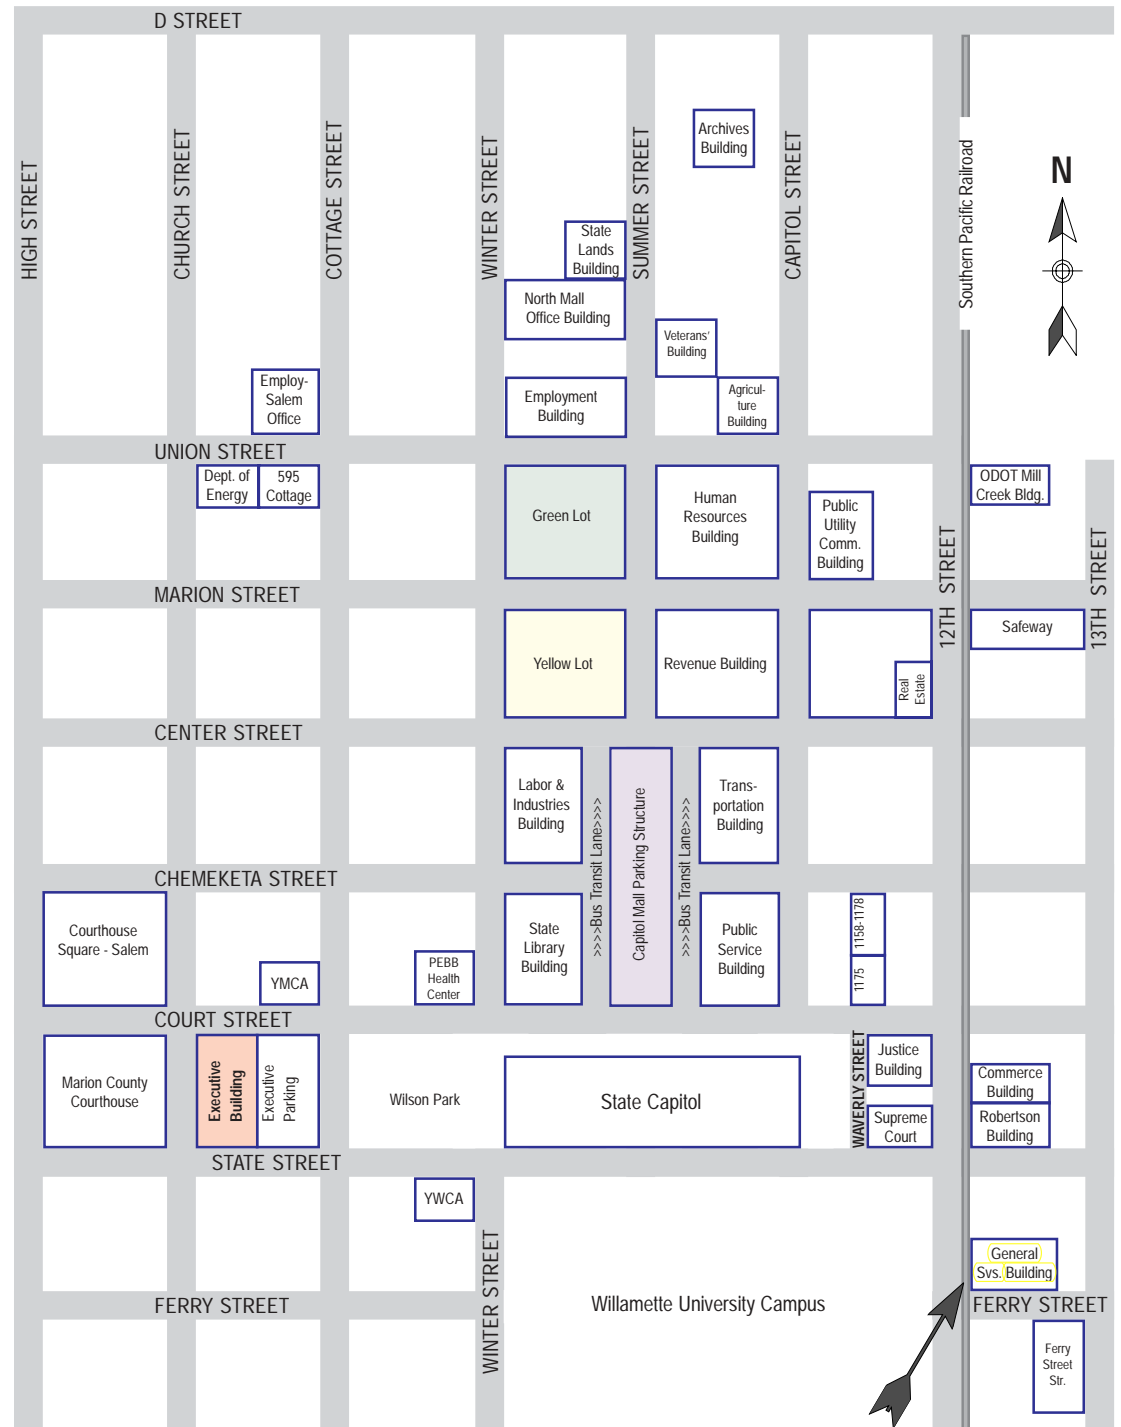 D STREET
HIGH STREET
CHURCH STREET
COTTAGE STREET
WINTER STREET
SUMMER STREET
CAPITOL STREET
Southern Pacific Railroad
N
Archives
Building
State
Lands
Building
North Mall
Office Building
Veterans'
Building
Employ-
Salem
Office
Employment
Building
Agricul-
ture
Building
UNION STREET
Dept. of
Energy
595
Cottage
Green Lot
Human
Resources
Building
Public
Utility
Comm.
Building
ODOT Mill
Creek Bldg.
12TH STREET
13TH STREET
MARION STREET
Yellow Lot
Revenue Building
Real
Estate
Safeway
CENTER STREET
Labor &
Industries
Building
>>>>Bus Transit Lane>>>>
Capitol Mall Parking Structure
>>>>Bus Transit Lane>>>>
Trans-
portation
Building
CHEMEKETA STREET
Courthouse
Square - Salem
YMCA
PEBB
Health
Center
State
Library
Building
Public
Service
Building
1158-1178
1175
COURT STREET
Marion County
Courthouse
Executive
Building
Executive
Parking
Wilson Park
State Capitol
WAVERLY STREET
Justice
Building
Supreme
Court
Commerce
Building
Robertson
Building
STATE STREET
YWCA
WINTER STREET
General
Svs. Building
FERRY STREET
Willamette University Campus
FERRY STREET
Ferry
Street
Str.